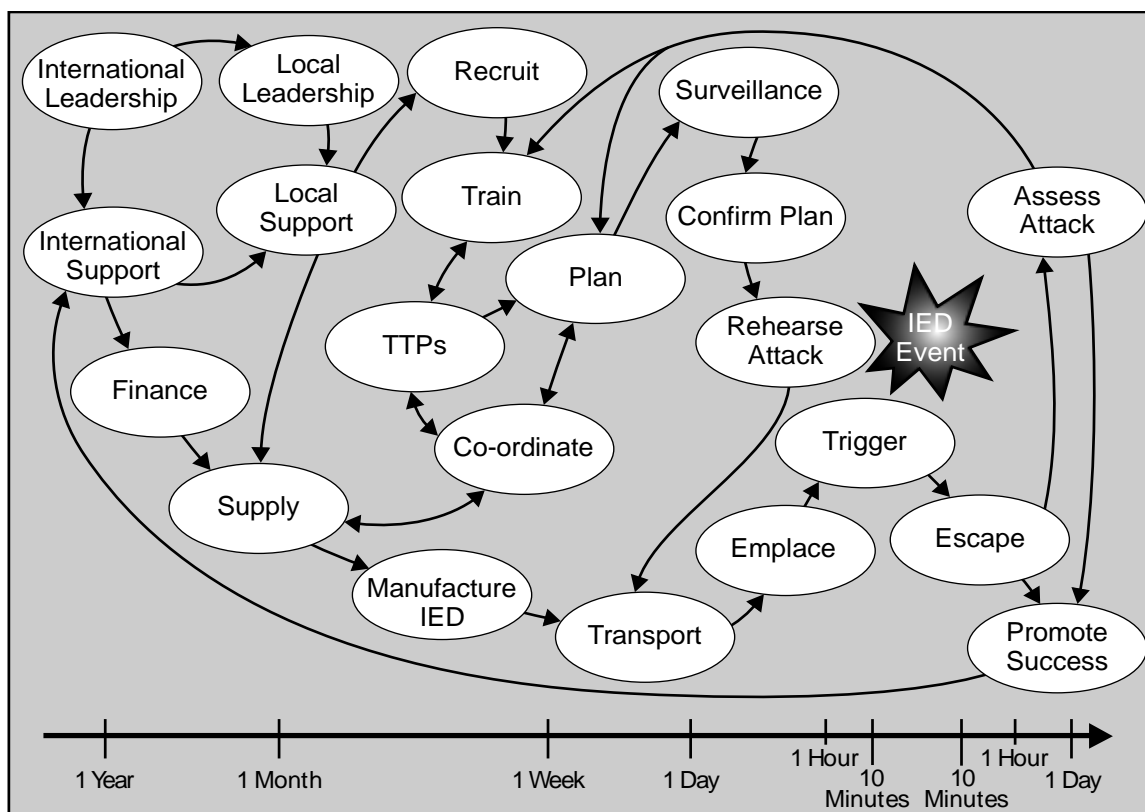 International
Leadership
Local
Leadership
Recruit
Surveillance
International
Support
Local
Support
Train
Confirm Plan
Assess
Attack
Plan
TTPs
Rehearse
Attack
IED
Event
Finance
Co-ordinate
Trigger
Supply
Emplace
Escape
Manufacture
IED
Transport
Promote
Success
1 Year
1 Month
1 Week
1 Day
1 Hour
10
Minutes
10
Minutes
1 Hour
1 Day